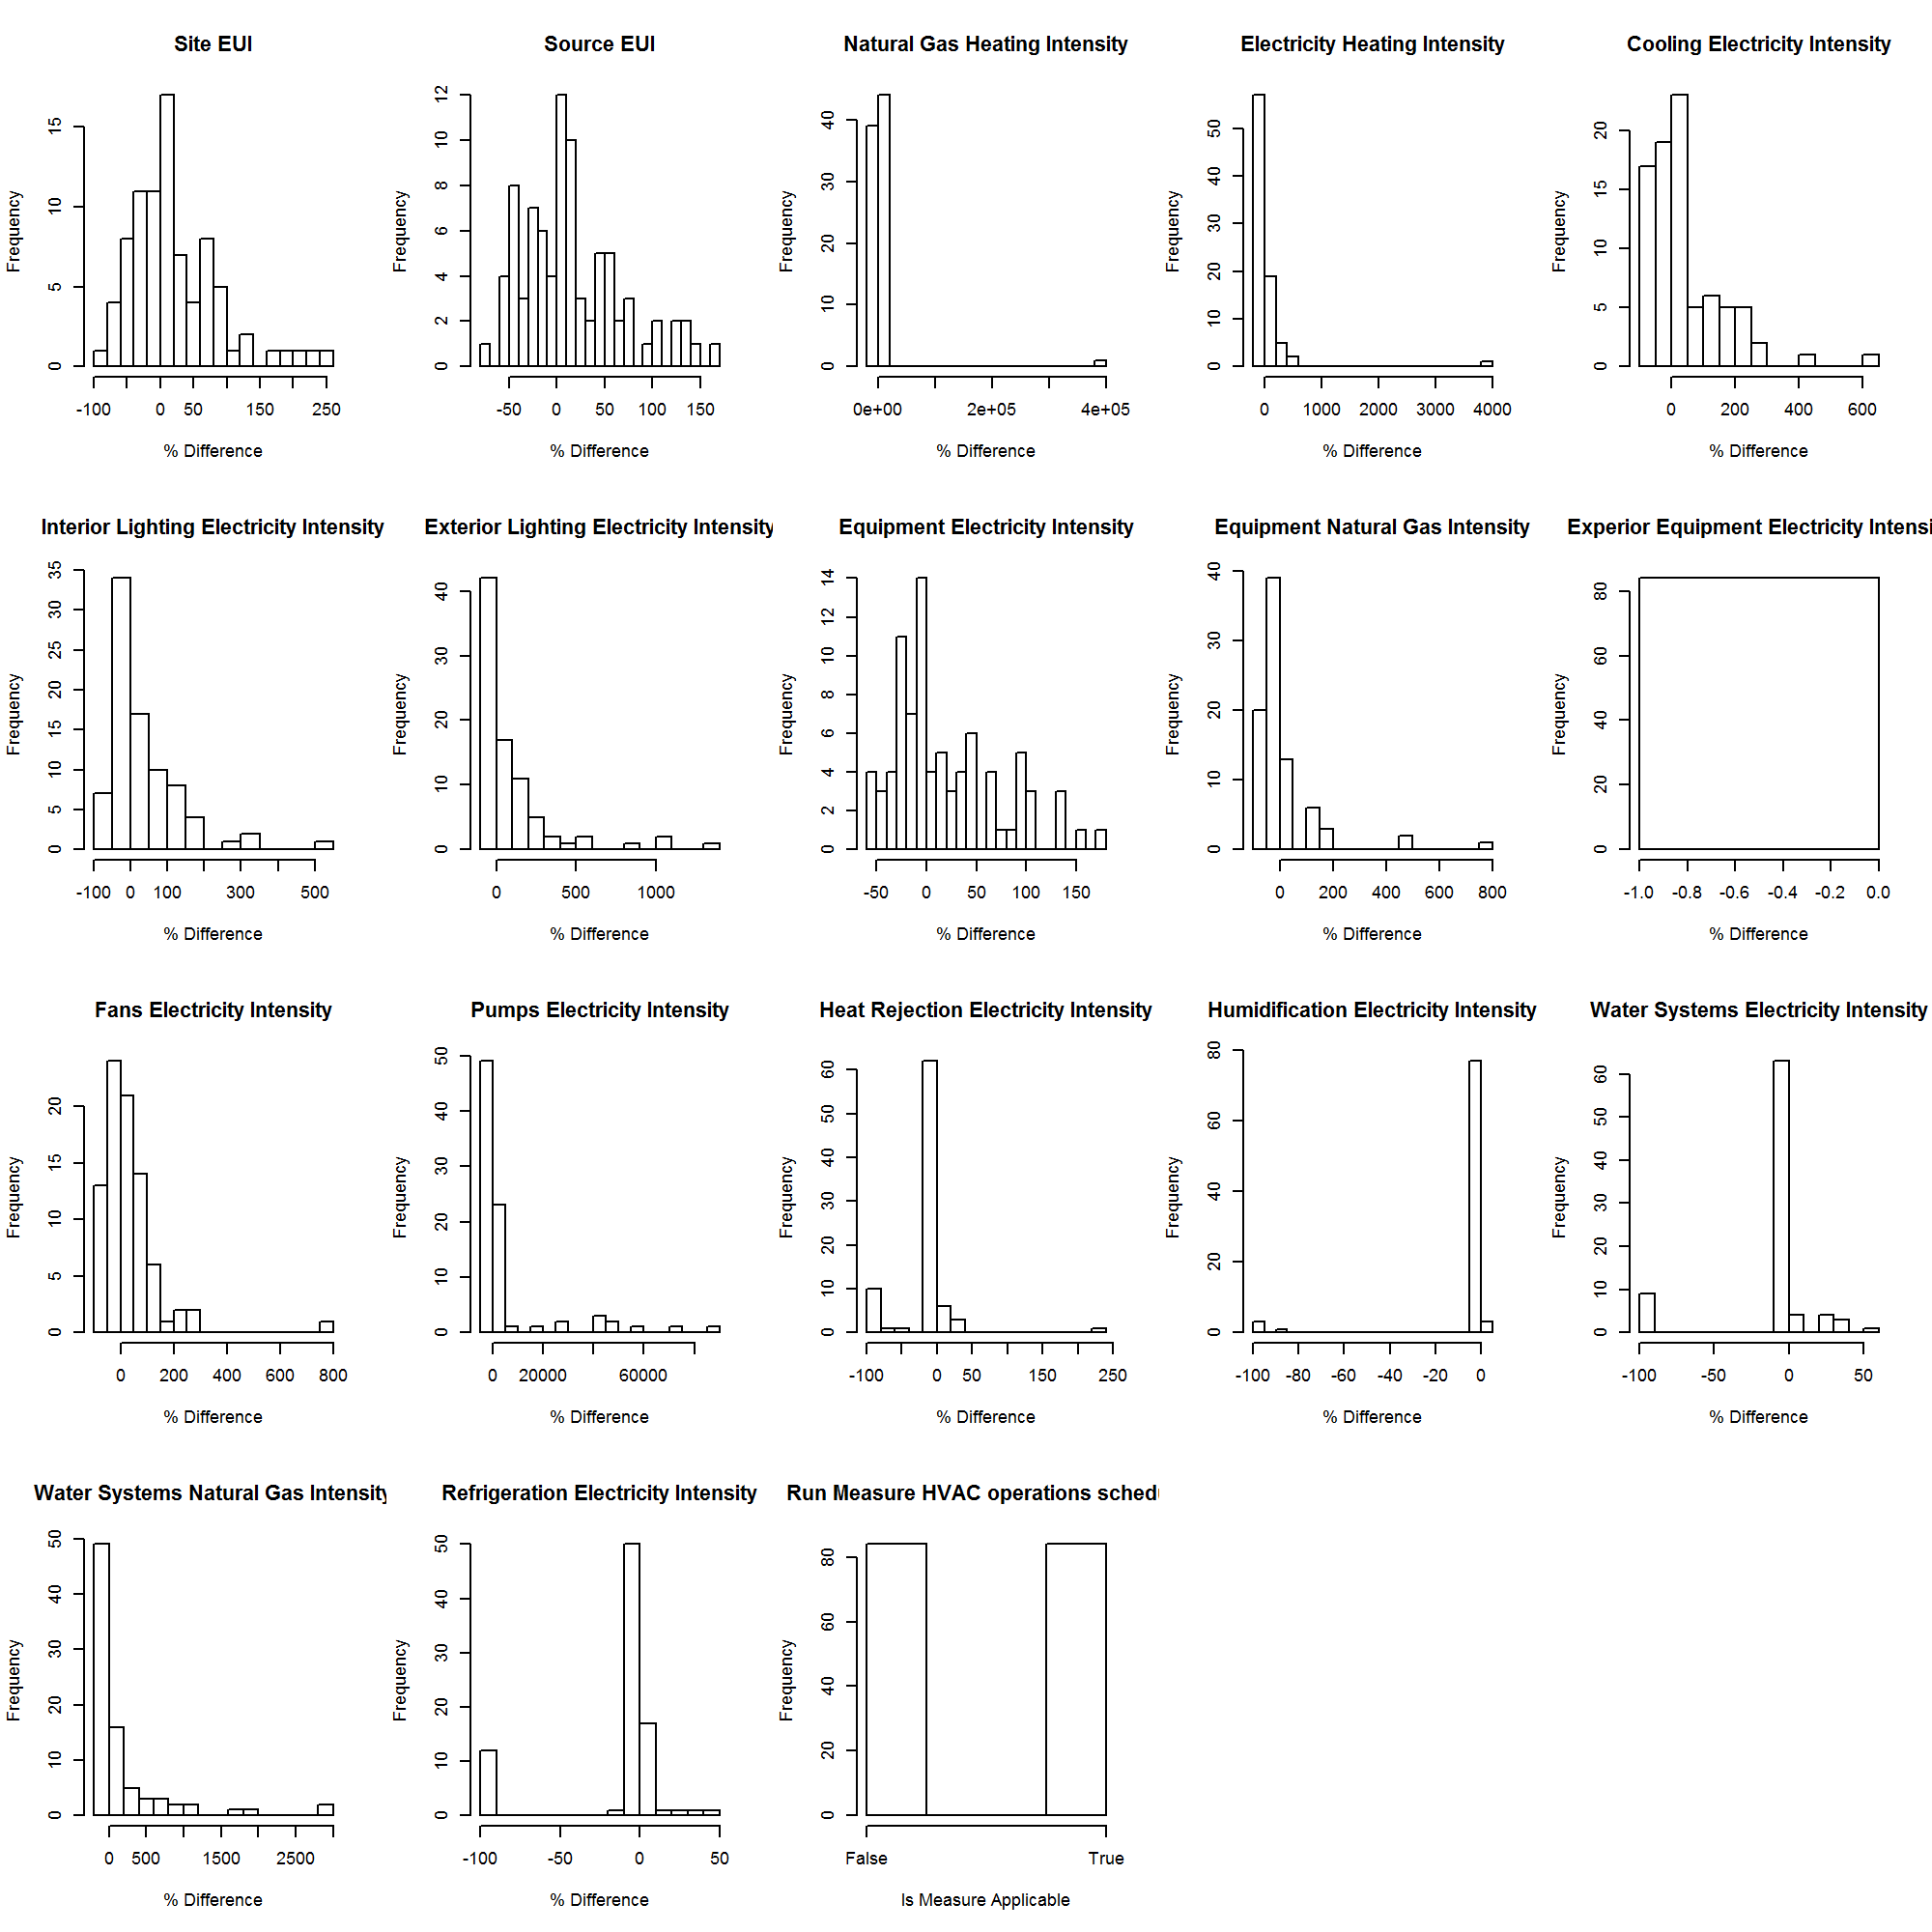 Site EUI
Frequency
0 5 10 15
-100 0 50 150 250
% Difference
Source EUI
Frequency
0 2 4 6 8 10 12
-50 0 50 100 150
% Difference
Natural Gas Heating Intensity
Frequency
0 10 20 30 40
0e+00 2e+05 4e+05
% Difference
Electricity Heating Intensity
Frequency
0 10 20 30 40 50
0 1000 2000 3000 4000
% Difference
Cooling Electricity Intensity
Frequency
0 5 10 15 20
0 200 400 600
% Difference
Interior Lighting Electricity Intensity
Frequency
0 5 10 15 20 25 30 35
-100 0 100 300 500
% Difference
Exterior Lighting Electricity Intensity
Frequency
0 10 20 30 40
0 500 1000
% Difference
Equipment Electricity Intensity
Frequency
0 2 4 6 8 10 12 14
-50 0 50 100 150
% Difference
Equipment Natural Gas Intensity
Frequency
0 10 20 30 40
0 200 400 600 800
% Difference
Experior Equipment Electricity Intensi
Frequency
0 20 40 60 80
-1.0 -0.8 -0.6 -0.4 -0.2 0.0
% Difference
Fans Electricity Intensity
Frequency
0 5 10 15 20
0 200 400 600 800
% Difference
Pumps Electricity Intensity
Frequency
0 10 20 30 40 50
0 20000 60000
% Difference
Heat Rejection Electricity Intensity
Frequency
0 10 20 30 40 50 60
-100 0 50 150 250
% Difference
Humidification Electricity Intensity
Frequency
0 20 40 60 80
-100 -80 -60 -40 -20 0
% Difference
Water Systems Electricity Intensity
Frequency
0 10 20 30 40 50 60
-100 -50 0 50
% Difference
Water Systems Natural Gas Intensity
Frequency
0 10 20 30 40 50
0 500 1500 2500
% Difference
Refrigeration Electricity Intensity
Frequency
0 10 20 30 40 50
-100 -50 0 50
% Difference
Run Measure HVAC operations schedu
Frequency
0 20 40 60 80
False True
Is Measure Applicable